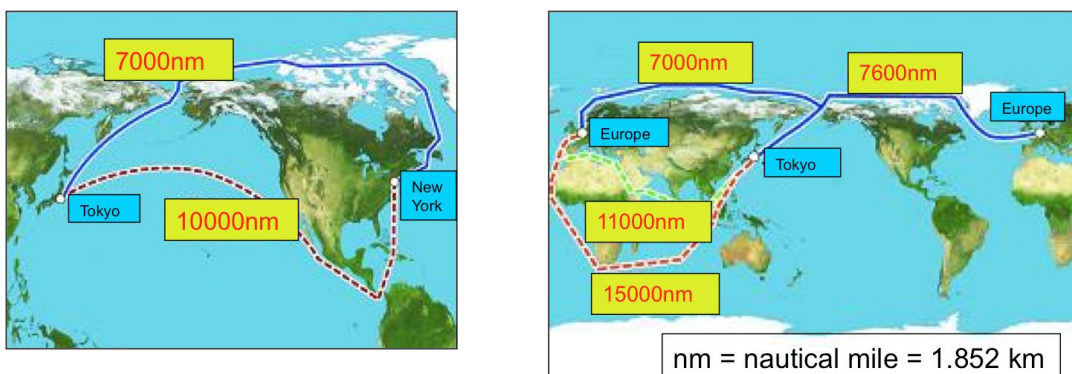 7000nm
Tokyo
10000nm
New
York
7000nm
7600nm
Europe
Europe
Tokyo
11000nm
15000nm
nm = nautical mile = 1.852 km